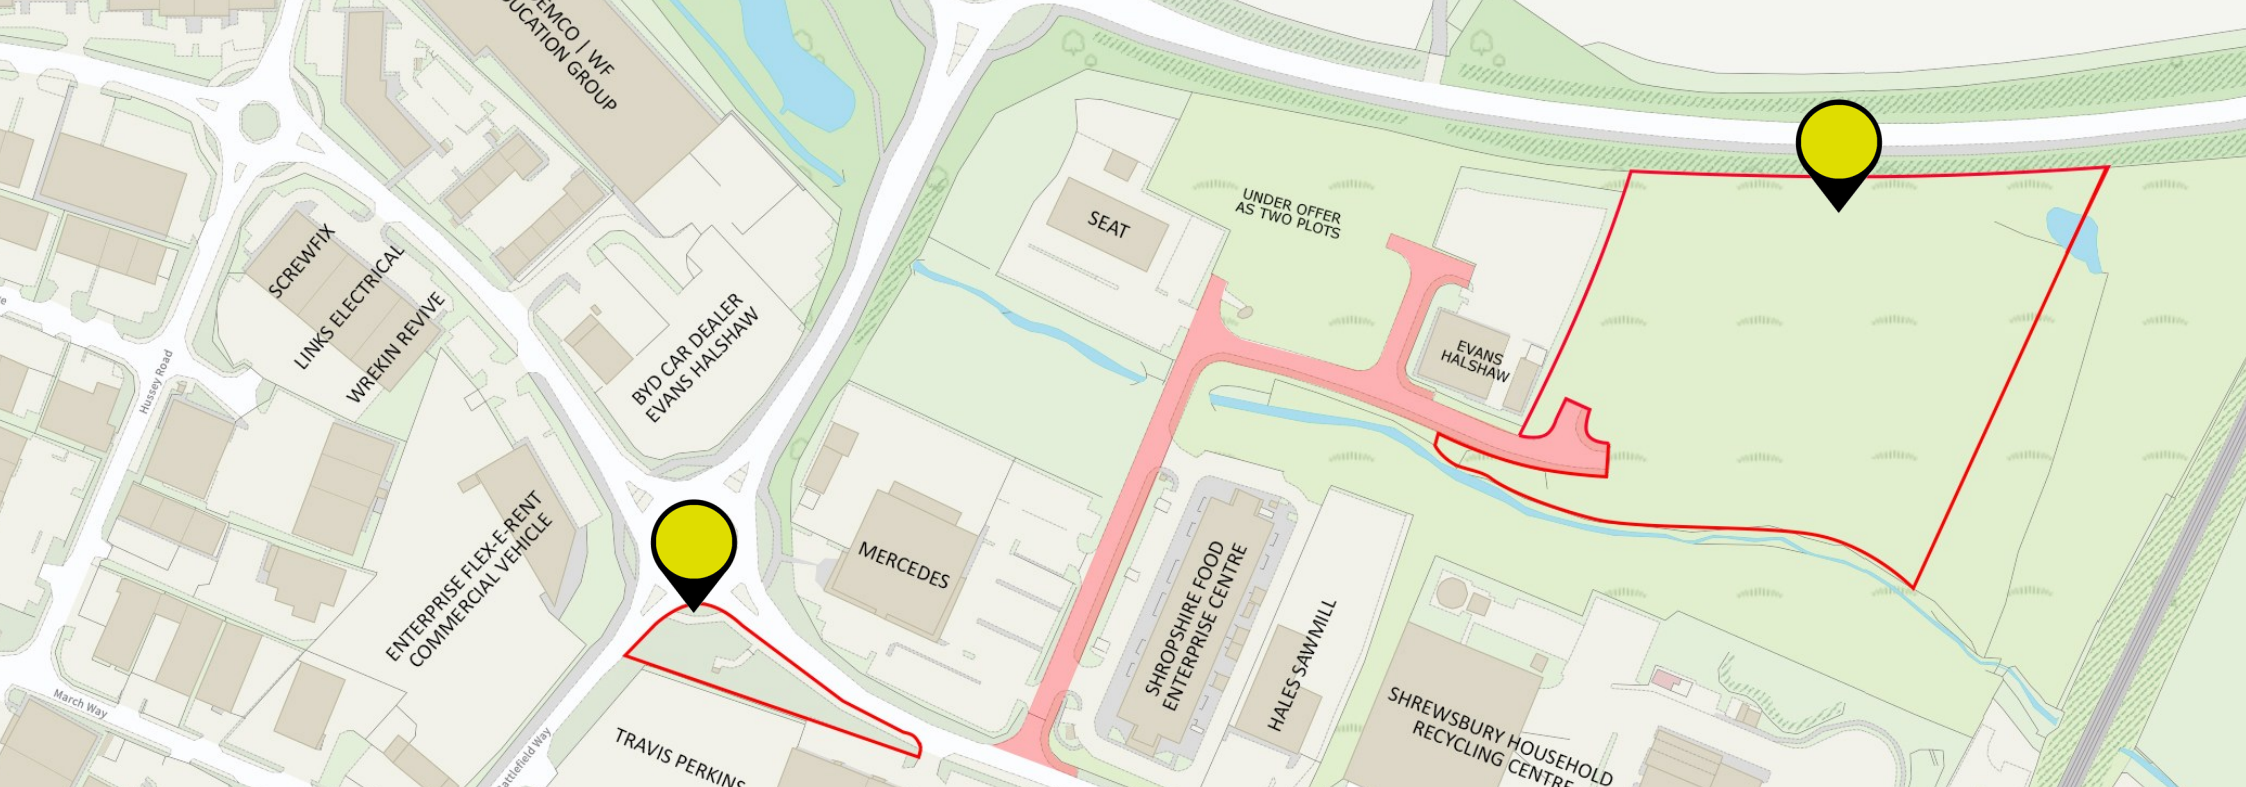 EMCO | WF
UCATION GROUP
SCREWFIX
LINKS ELECTRICAL
WREKIN REVIVE
Hussey Road
BYD CAR DEALER
EVANS HALSHAW
SEAT
UNDER OFFER
AS TWO PLOTS
EVANS
HALSHAW
ENTERPRISE FLEX-E-RENT
COMMERCIAL VEHICLE
MERCEDES
SHROPSHIRE FOOD
ENTERPRISE CENTRE
HALES SAWMILL
SHREWSBURY HOUSEHOLD
RECYCLING CENTRE
TRAVIS PERKINS
March Way
attlefield Way